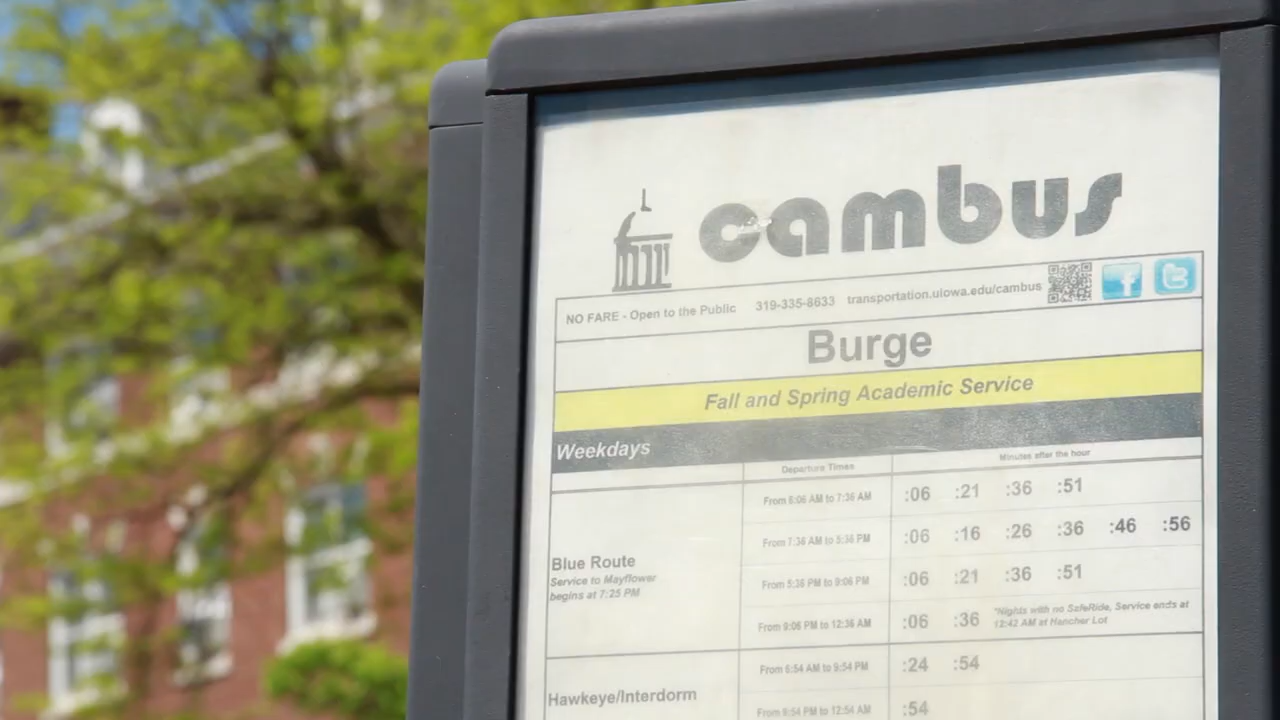 cambus
NO FARE - Open to the Public 319-335-8633 transportation.uiowa.edu/cambus
Burge
Fall and Spring Academic Service
Weekdays
Departure Times Minutes after the hour
From 6:06 AM to 7:36 AM :06 :21 :36 :51
From 7:36 AM to 5:36 PM :06 :16 :26 :36 :46 :56
Blue Route
Service to Mayflower
begins at 7:25 PM
From 5:36 PM to 9:06 PM :06 :21 :36 :51
From 9:06 PM to 12:36 AM :06 :36 *Nights with no SafeRide, Service ends at
12:42 AM at Hancher Lot
From 6:54 AM to 9:54 PM :24 :54
Hawkeye/Interdorm
From 9:54 PM to 12:54 AM :54